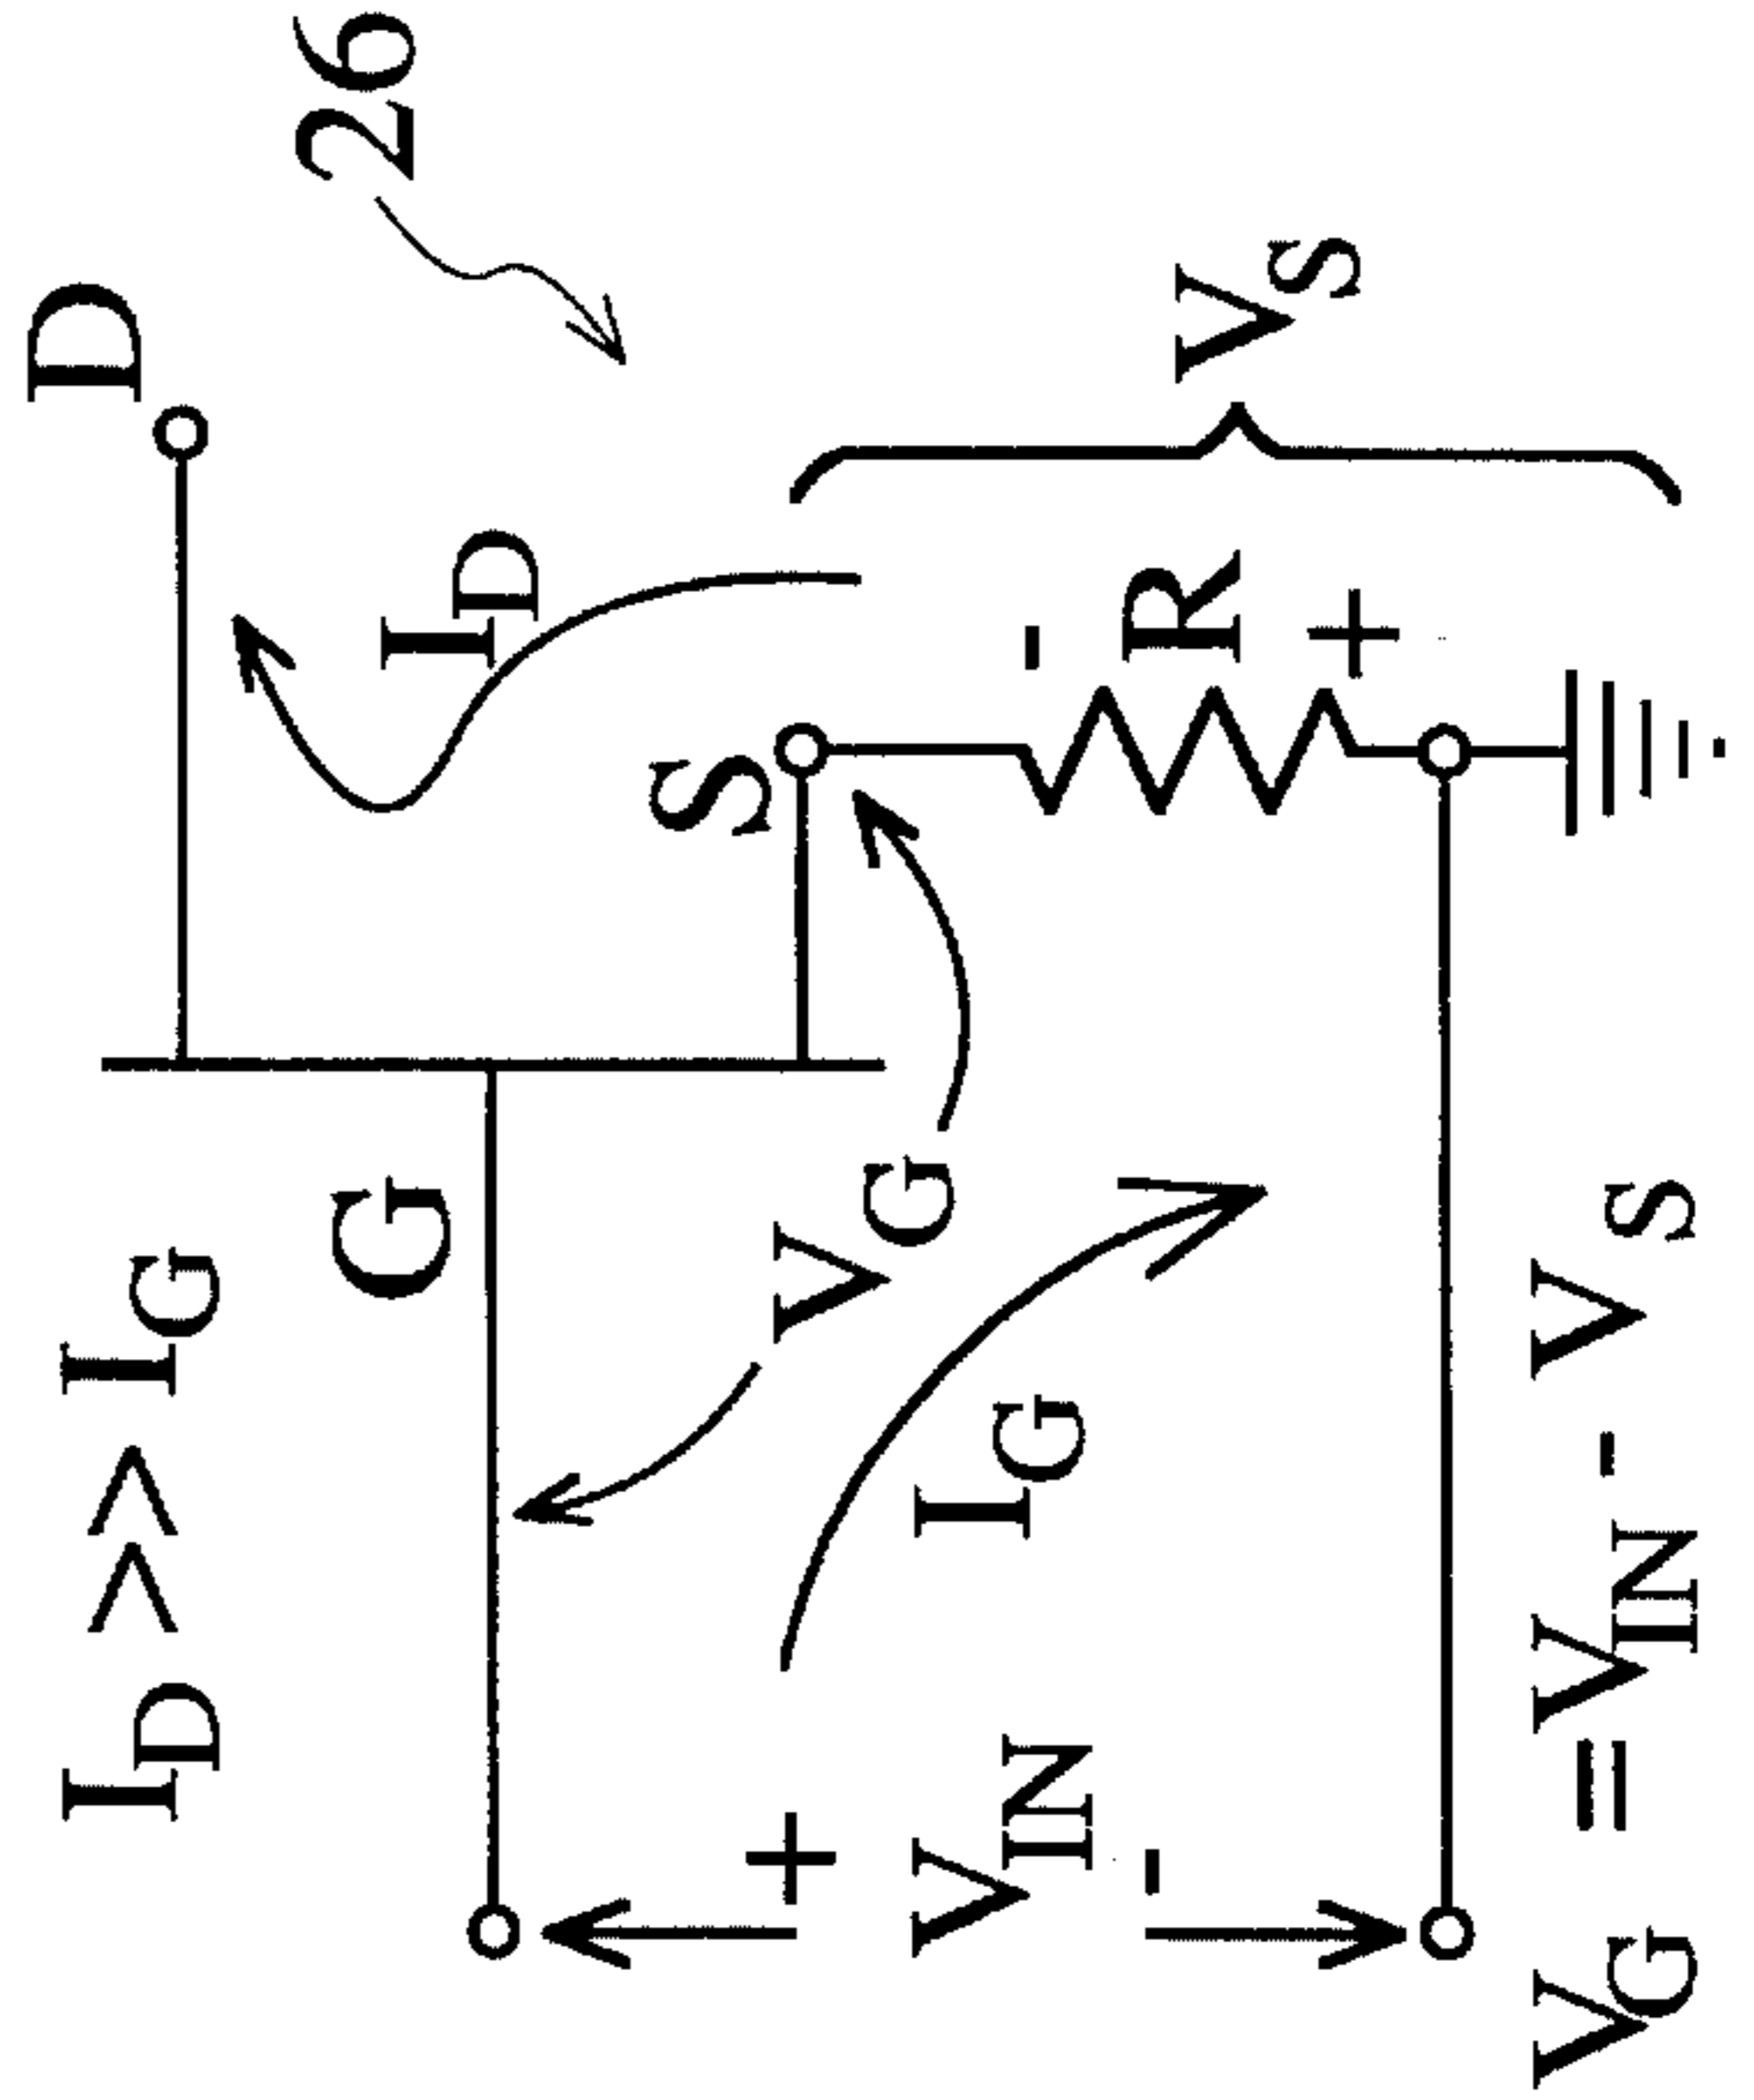 I_D >> I_G
D
26
G
I_D
S
+
V_IN
-
V_G
I_G
-
R
+
V_S
V_G = V_IN - V_S